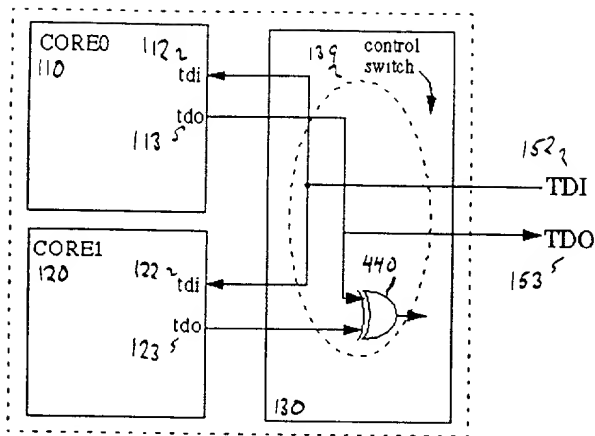 CORE0
110
112
tdi
tdo
113
139
control
switch
152
TDI
TDO
153
CORE1
120
122
tdi
tdo
123
440
130